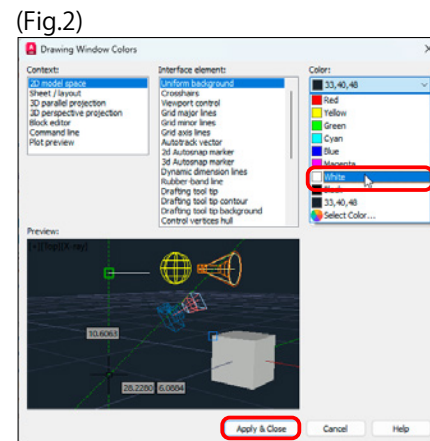 (Fig.2)
Drawing Window Colors
Context:
2D model space
Sheet / layout
3D parallel projection
3D perspective projection
Block editor
Command line
Plot preview
Interface element:
Uniform background
Crosshairs
Viewport control
Grid major lines
Grid minor lines
Grid axis lines
Autotrack vector
2d Autosnap marker
3d Autosnap marker
Dynamic dimension lines
Rubber-band line
Drafting tool tip
Drafting tool tip contour
Drafting tool tip background
Control vertices hull
Color:
33,40,48
Red
Yellow
Green
Cyan
Blue
Magenta
White
Black
33,40,48
Select Color...
Preview:
[+][Top][X-ray]
10.6063
28.2280 6.0884
Apply & Close
Cancel
Help